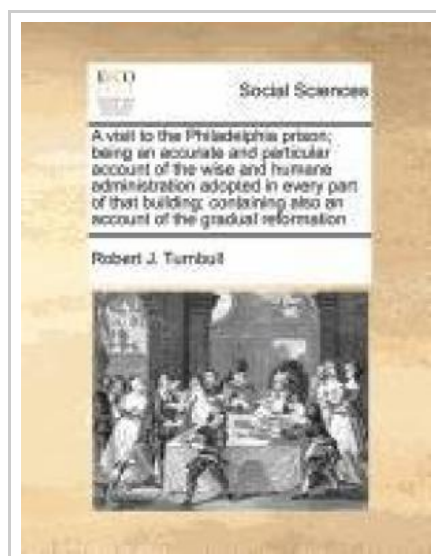 ECCO
Social Sciences
A visit to the Philadelphia prison;
being an accurate and particular
account of the wise and humane
administration adopted in every part
of that building; containing also an
account of the gradual reformation
Robert J. Turnbull